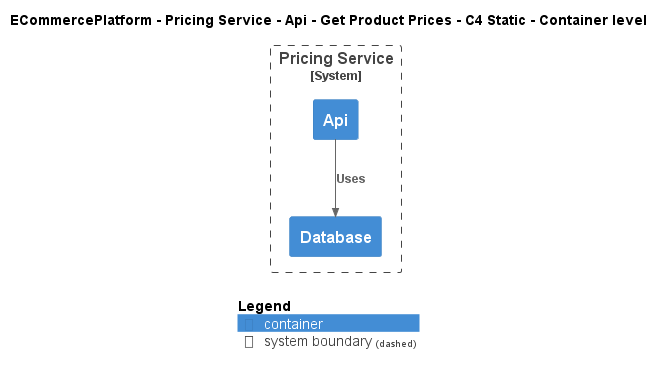 ECommercePlatform - Pricing Service - Api - Get Product Prices - C4 Static - Container level
Pricing Service
[System]
Api
Uses
Database
Legend
container
system boundary (dashed)